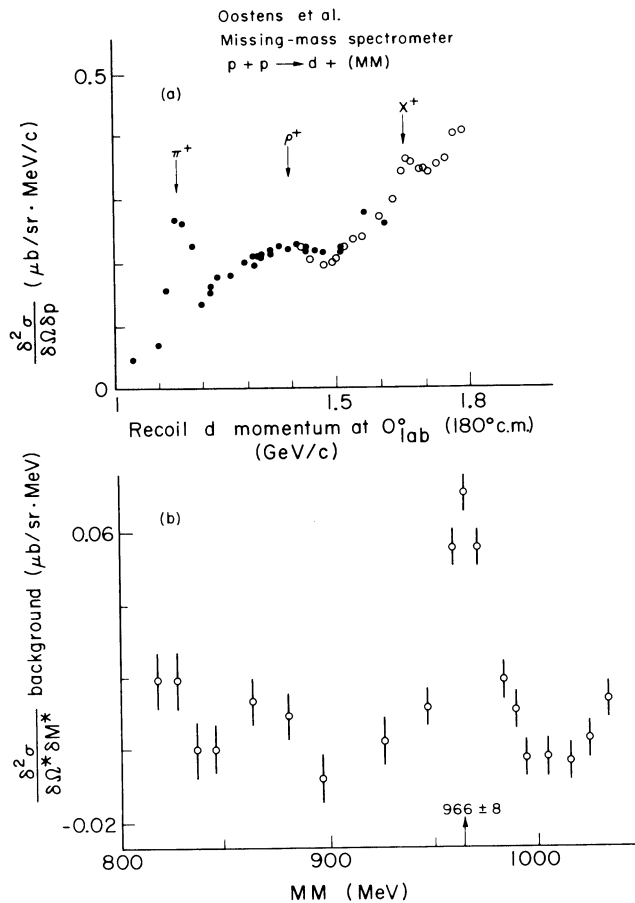 Oostens et al.
Missing-mass spectrometer
p + p → d + (MM)
(a)
0.5
π+
ρ+
X+
δ²σ/δΩδp (μb/sr·MeV/c)
0
1 1.5 1.8
Recoil d momentum at 0°lab (180°c.m.)
(GeV/c)
(b)
0.06
δ²σ/δΩ*δM* background (μb/sr·MeV)
-0.02
966 ± 8
800 900 1000
MM (MeV)